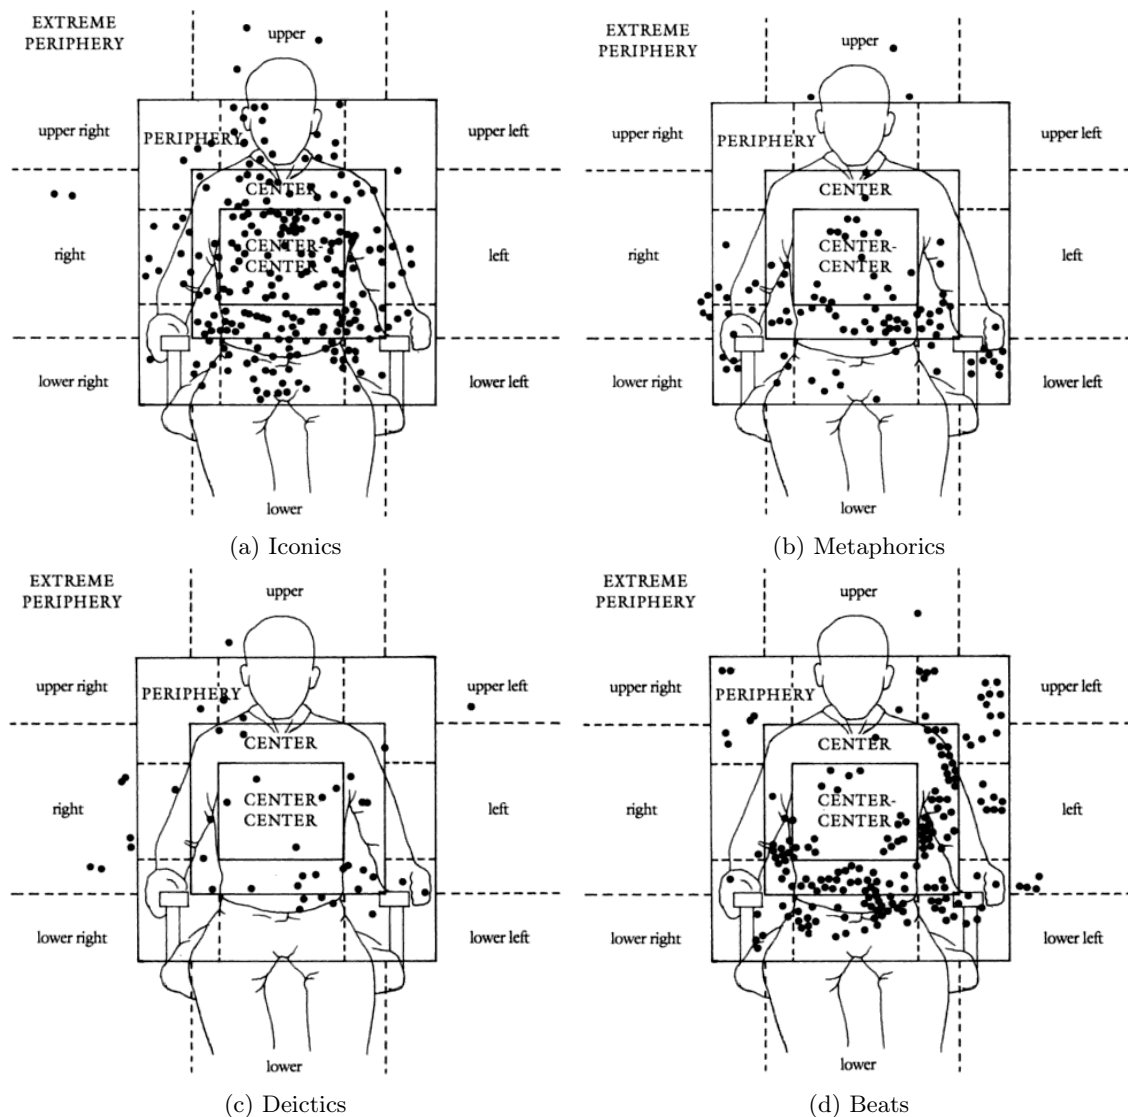 EXTREME
PERIPHERY
upper
upper right
PERIPHERY
upper left
CENTER
right
CENTER-
CENTER
left
lower right
lower left
lower
(a) Iconics
EXTREME
PERIPHERY
upper
upper right
PERIPHERY
upper left
CENTER
right
CENTER-
CENTER
left
lower right
lower left
lower
(b) Metaphorics
EXTREME
PERIPHERY
upper
upper right
PERIPHERY
upper left
CENTER
right
CENTER
CENTER
left
lower right
lower left
lower
(c) Deictics
EXTREME
PERIPHERY
upper
upper right
PERIPHERY
upper left
CENTER
right
CENTER-
CENTER
left
lower right
lower left
lower
(d) Beats